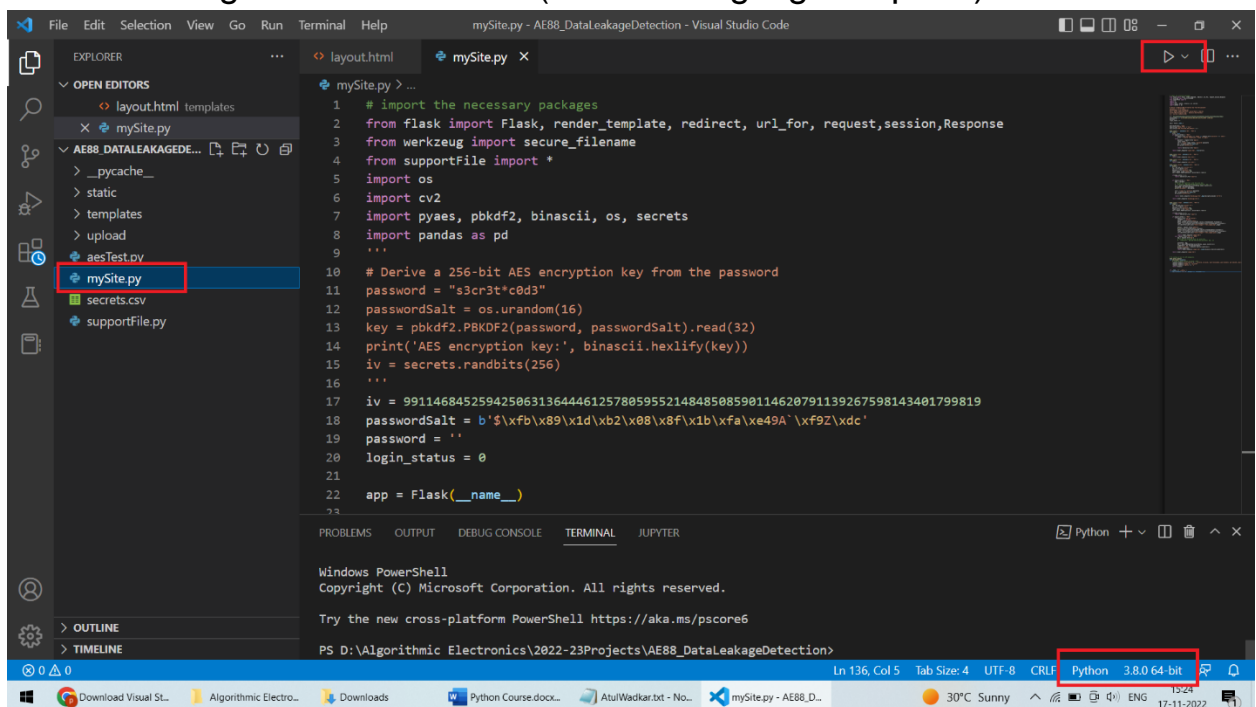 File Edit Selection View Go Run Terminal Help mySite.py - AE88_DataLeakageDetection - Visual Studio Code
EXPLORER
OPEN EDITORS
layout.html templates
mySite.py
AE88_DATALEAKAGEDE...
__pycache__
static
templates
upload
aesTest.py
mySite.py
secrets.csv
supportFile.py
OUTLINE
TIMELINE
layout.html mySite.py
mySite.py > ...
1 # import the necessary packages
2 from flask import Flask, render_template, redirect, url_for, request,session,Response
3 from werkzeug import secure_filename
4 from supportFile import *
5 import os
6 import cv2
7 import pyaes, pbkdf2, binascii, os, secrets
8 import pandas as pd
9 '''
10 # Derive a 256-bit AES encryption key from the password
11 password = "s3cr3t*c0d3"
12 passwordSalt = os.urandom(16)
13 key = pbkdf2.PBKDF2(password, passwordSalt).read(32)
14 print('AES encryption key:', binascii.hexlify(key))
15 iv = secrets.randbits(256)
16 '''
17 iv = 99114684525942506313644461257805955214848508590114620791139267598143401799819
18 passwordSalt = b'$\xfb\x89\x1d\xb2\x08\x8f\x1b\xfa\xe49A`\xf9Z\xdc'
19 password = ''
20 login_status = 0
21
22 app = Flask(__name__)
23
PROBLEMS OUTPUT DEBUG CONSOLE TERMINAL JUPYTER Python
Windows PowerShell
Copyright (C) Microsoft Corporation. All rights reserved.
Try the new cross-platform PowerShell https://aka.ms/pscore6
PS D:\Algorithmic Electronics\2022-23Projects\AE88_DataLeakageDetection>
0 0 Ln 136, Col 5 Tab Size: 4 UTF-8 CRLF Python 3.8.0 64-bit
Download Visual St... Algorithmic Electro... Downloads Python Course.docx... AtulWadkar.txt - No... mySite.py - AE88_D... 30°C Sunny ENG 15:24
17-11-2022